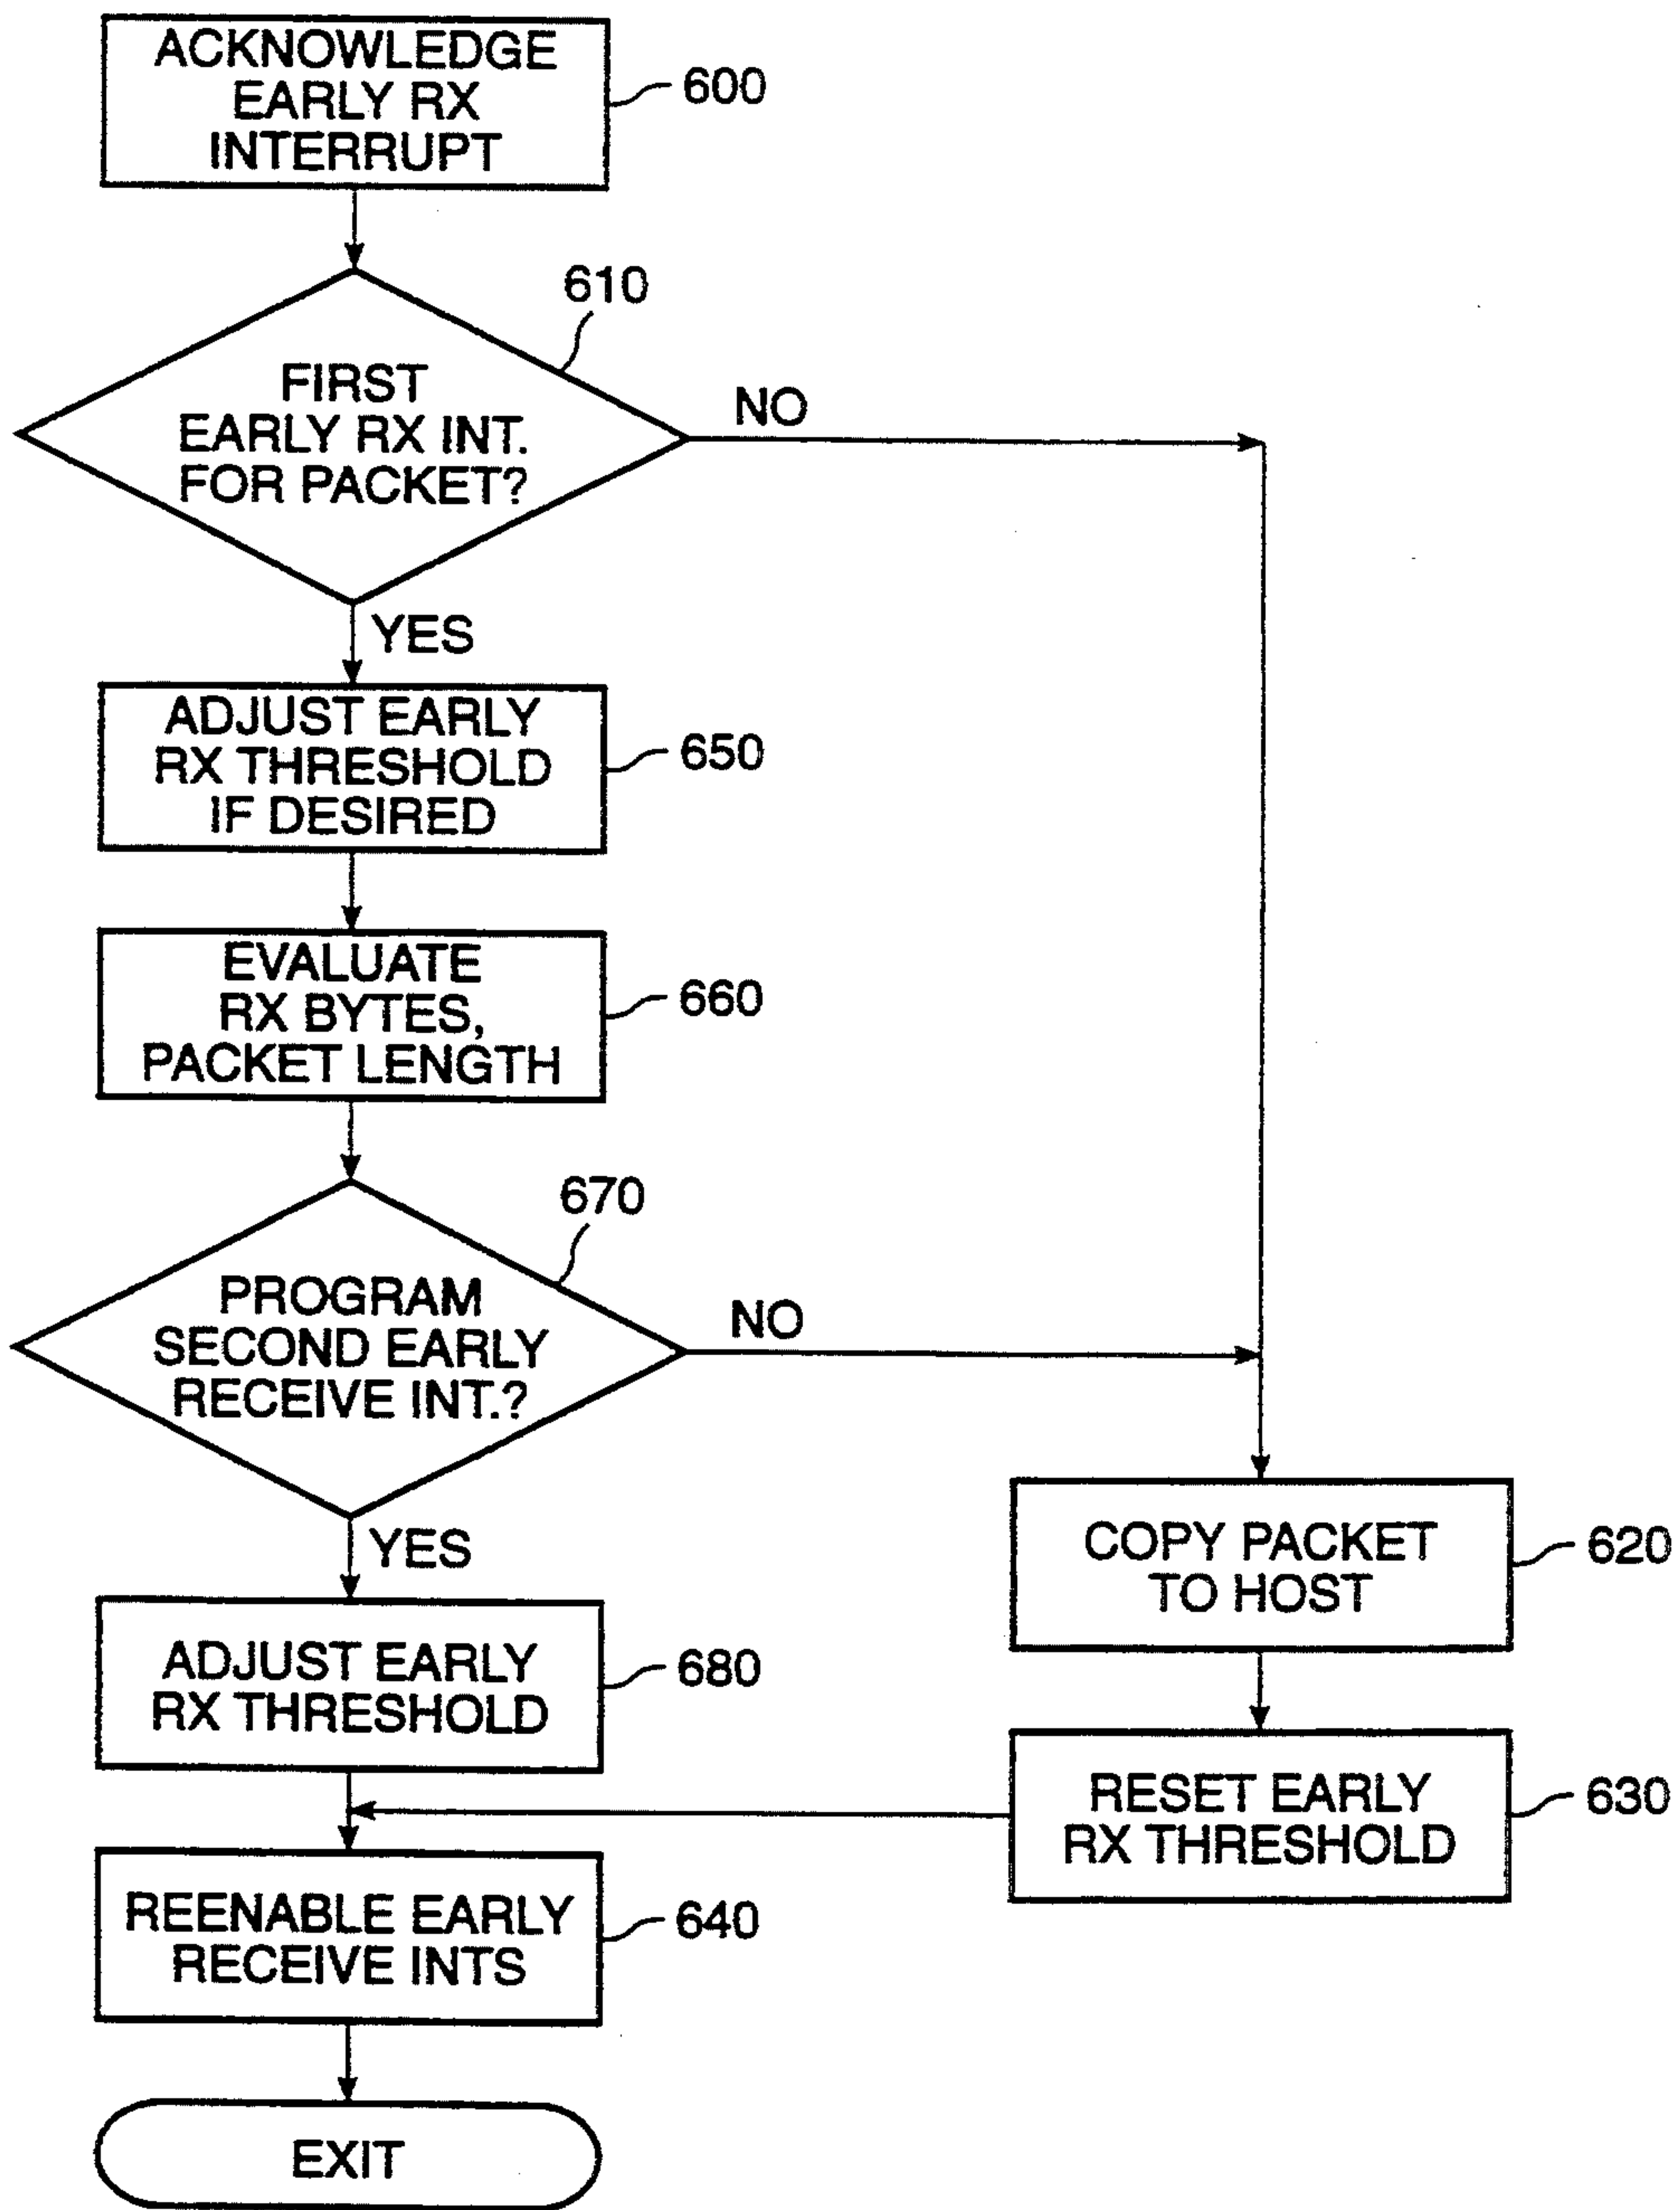 ACKNOWLEDGE
EARLY RX
INTERRUPT
600
610
FIRST
EARLY RX INT.
FOR PACKET?
NO
YES
ADJUST EARLY
RX THRESHOLD
IF DESIRED
650
EVALUATE
RX BYTES,
PACKET LENGTH
660
670
PROGRAM
SECOND EARLY
RECEIVE INT.?
NO
YES
COPY PACKET
TO HOST
620
ADJUST EARLY
RX THRESHOLD
680
RESET EARLY
RX THRESHOLD
630
REENABLE EARLY
RECEIVE INTS
640
EXIT